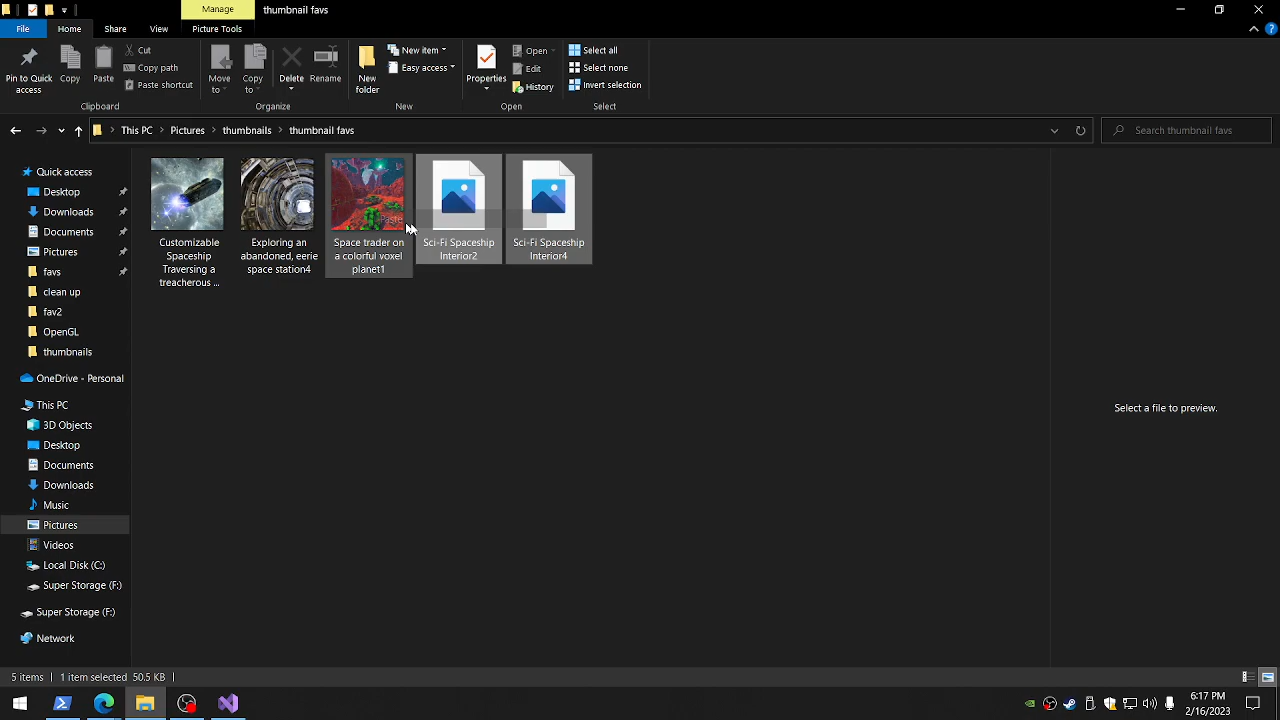 Manage
thumbnail favs
File
Home
Share
View
Picture Tools
Pin to Quick access
Copy
Paste
Cut
Copy path
Paste shortcut
Clipboard
Move to
Copy to
Delete
Rename
Organize
New folder
New item
Easy access
New
Properties
Open
Edit
History
Open
Select all
Select none
Invert selection
Select
This PC
Pictures
thumbnails
thumbnail favs
Search thumbnail favs
Quick access
Desktop
Downloads
Documents
Pictures
favs
clean up
fav2
OpenGL
thumbnails
OneDrive - Personal
This PC
3D Objects
Desktop
Documents
Downloads
Music
Pictures
Videos
Local Disk (C:)
Super Storage (F:)
Super Storage (F:)
Network
Customizable
Spaceship
Traversing a
treacherous ...
Exploring an
abandoned, eerie
space station4
Paste
Space trader on
a colorful voxel
planet1
Sci-Fi Spaceship
Interior2
Sci-Fi Spaceship
Interior4
Select a file to preview.
5 items
1 item selected 50.5 KB
6:17 PM
2/16/2023